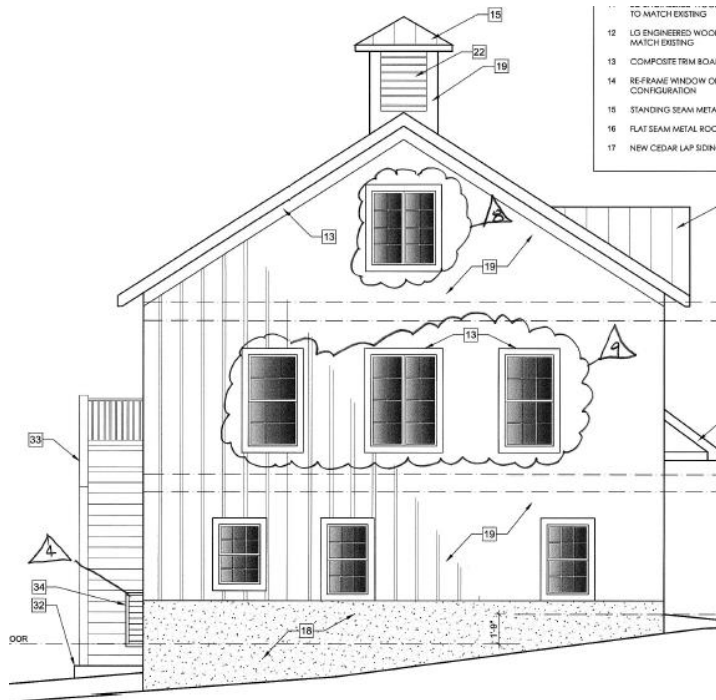 TO MATCH EXISTING
12 LG ENGINEERED WOO
MATCH EXISTING
13 COMPOSITE TRIM BOA
14 RE-FRAME WINDOW O
CONFIGURATION
15 STANDING SEAM META
16 FLAT SEAM METAL ROO
17 NEW CEDAR LAP SIDIN
15
22
19
8
13
19
13
9
33
19
4
34
32
18
1'-9"
OOR